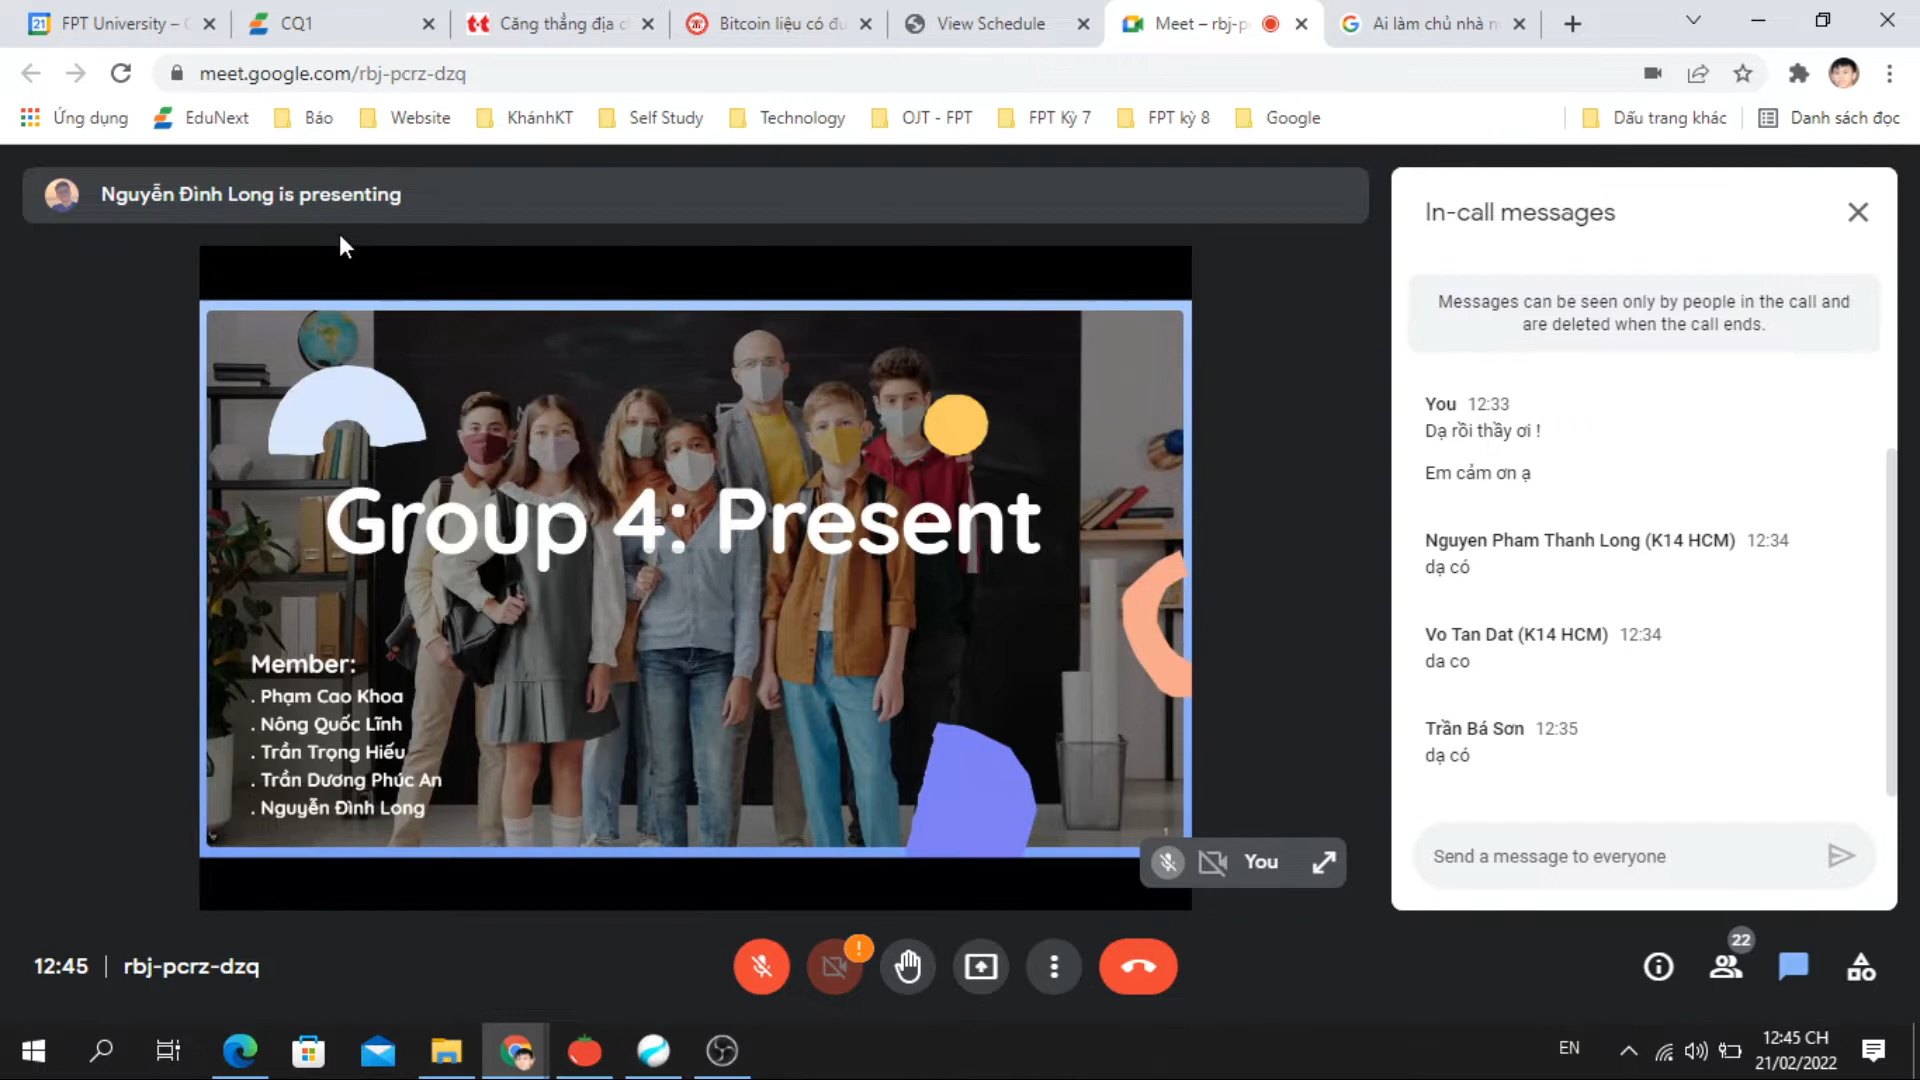 FPT University –
CQ1
Căng thẳng địa
Bitcoin liệu có đư
View Schedule
Meet – rbj-p
Ai làm chủ nhà n
meet.google.com/rbj-pcrz-dzq
Ứng dụng
EduNext
Báo
Website
KhánhKT
Self Study
Technology
OJT - FPT
FPT Kỳ 7
FPT kỳ 8
Google
Dấu trang khác
Danh sách đọc
Nguyễn Đình Long is presenting
Group 4: Present
Member:
. Phạm Cao Khoa
. Nông Quốc Lĩnh
. Trần Trọng Hiếu
. Trần Dương Phúc An
. Nguyễn Đình Long
1
You
In-call messages
Messages can be seen only by people in the call and
are deleted when the call ends.
You 12:33
Dạ rồi thầy ơi !
Em cảm ơn ạ
Nguyen Pham Thanh Long (K14 HCM) 12:34
dạ có
Vo Tan Dat (K14 HCM) 12:34
da co
Trần Bá Sơn 12:35
dạ có
Send a message to everyone
12:45 | rbj-pcrz-dzq
!
22
EN
12:45 CH
21/02/2022